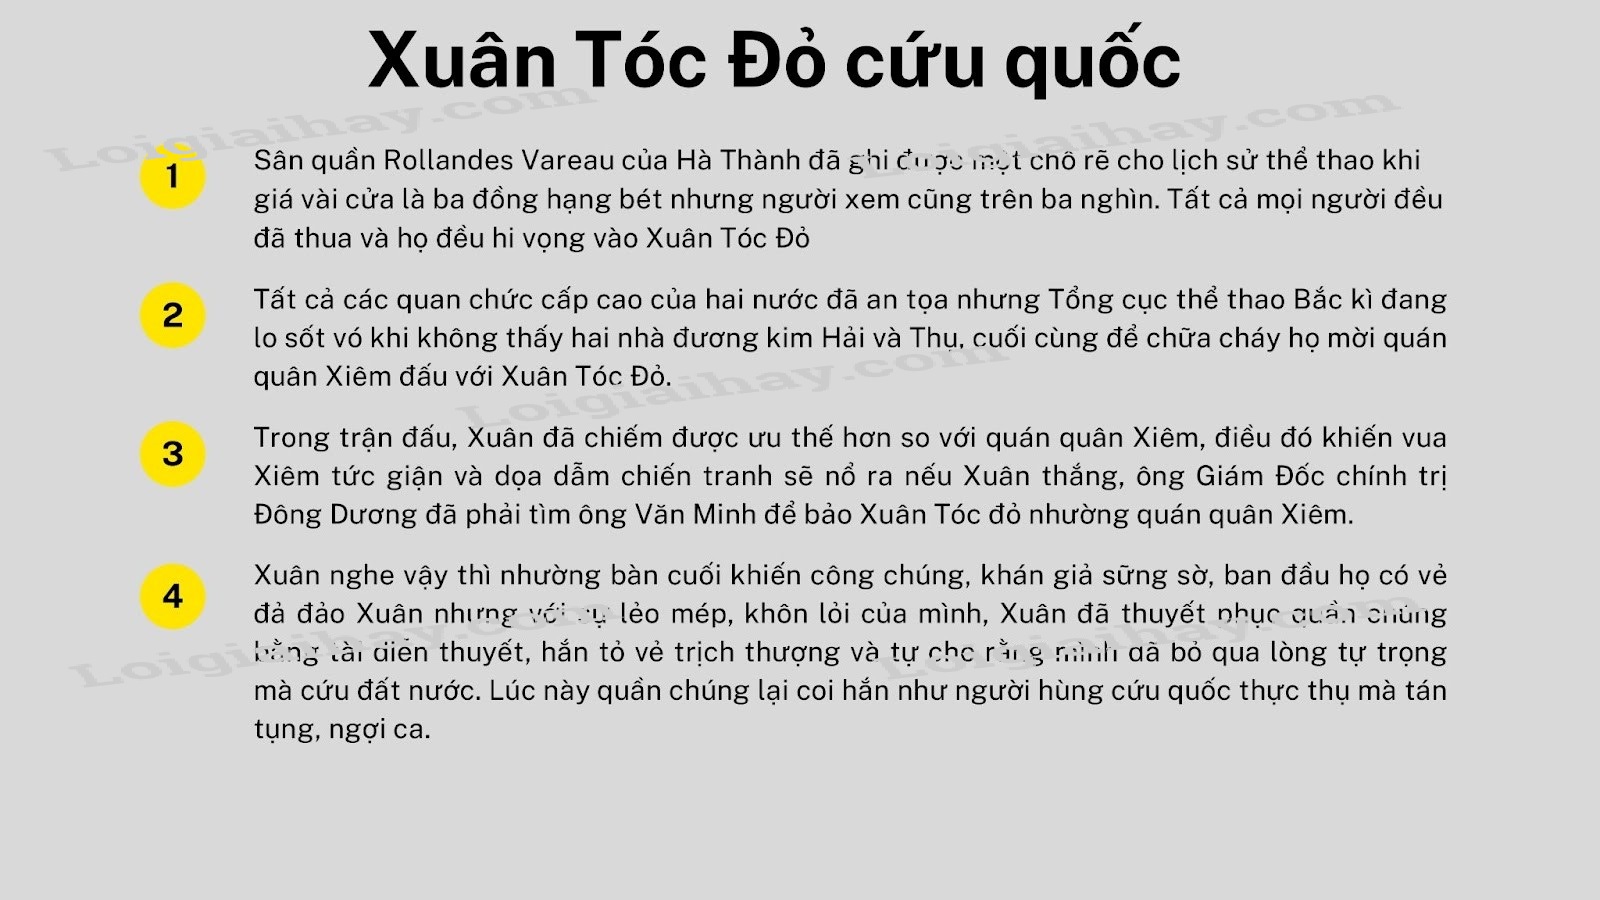 Xuân Tóc Đỏ cứu quốc
Loigiaihay.com
Loigiaihay.com
1
Sân quần Rollandes Vareau của Hà Thành đã ghi được một chỗ rẽ cho lịch sử thể thao khi
giá vài cửa là ba đồng hạng bét nhưng người xem cũng trên ba nghìn. Tất cả mọi người đều
đã thua và họ đều hi vọng vào Xuân Tóc Đỏ
2
Tất cả các quan chức cấp cao của hai nước đã an tọa nhưng Tổng cục thể thao Bắc kì đang
lo sốt vó khi không thấy hai nhà đương kim Hải và Thụ, cuối cùng để chữa cháy họ mời quán
quân Xiêm đấu với Xuân Tóc Đỏ.
Loigiaihay.com
3
Trong trận đấu, Xuân đã chiếm được ưu thế hơn so với quán quân Xiêm, điều đó khiến vua
Xiêm tức giận và dọa dẫm chiến tranh sẽ nổ ra nếu Xuân thắng, ông Giám Đốc chính trị
Đông Dương đã phải tìm ông Văn Minh để bảo Xuân Tóc đỏ nhường quán quân Xiêm.
4
Xuân nghe vậy thì nhường bàn cuối khiến công chúng, khán giả sững sờ, ban đầu họ có vẻ
đả đảo Xuân nhưng với sự lẻo mép, khôn lỏi của mình, Xuân đã thuyết phục quần chúng
bằng tài diễn thuyết, hắn tỏ vẻ trịch thượng và tự cho rằng mình đã bỏ qua lòng tự trọng
mà cứu đất nước. Lúc này quần chúng lại coi hắn như người hùng cứu quốc thực thụ mà tán
tụng, ngợi ca.
Loigiaihay.com
Loigiaihay.com